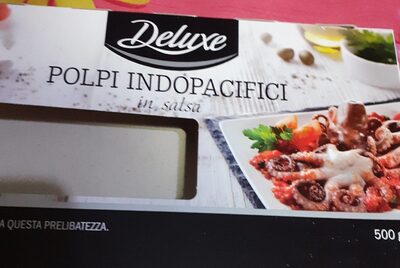 Deluxe
POLPI INDOPACIFICI
in salsa
A QUESTA PRELIBATEZZA.
500 g